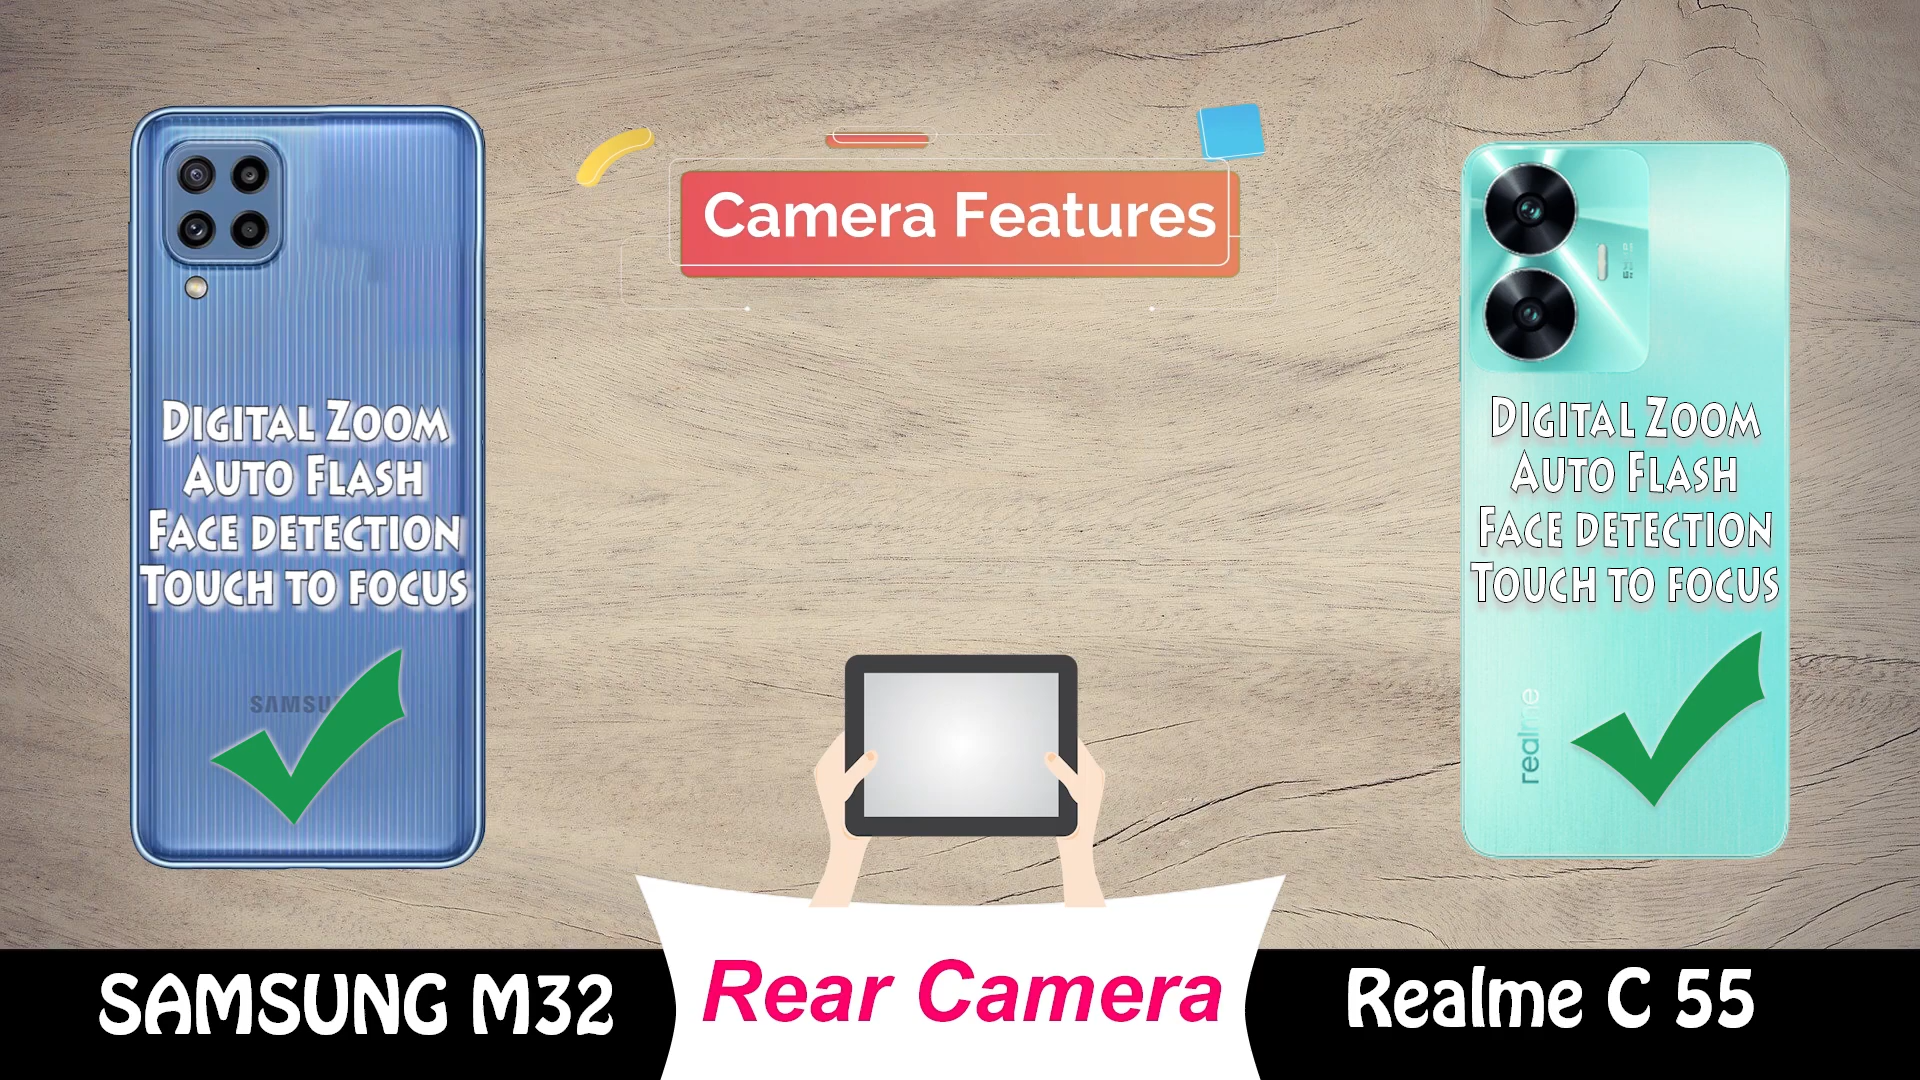 Camera Features
DIGITAL ZOOM
AUTO FLASH
FACE DETECTION
TOUCH TO FOCUS
DIGITAL ZOOM
AUTO FLASH
FACE DETECTION
TOUCH TO FOCUS
SAMSU
realme
SAMSUNG M32
Rear Camera
Realme C 55